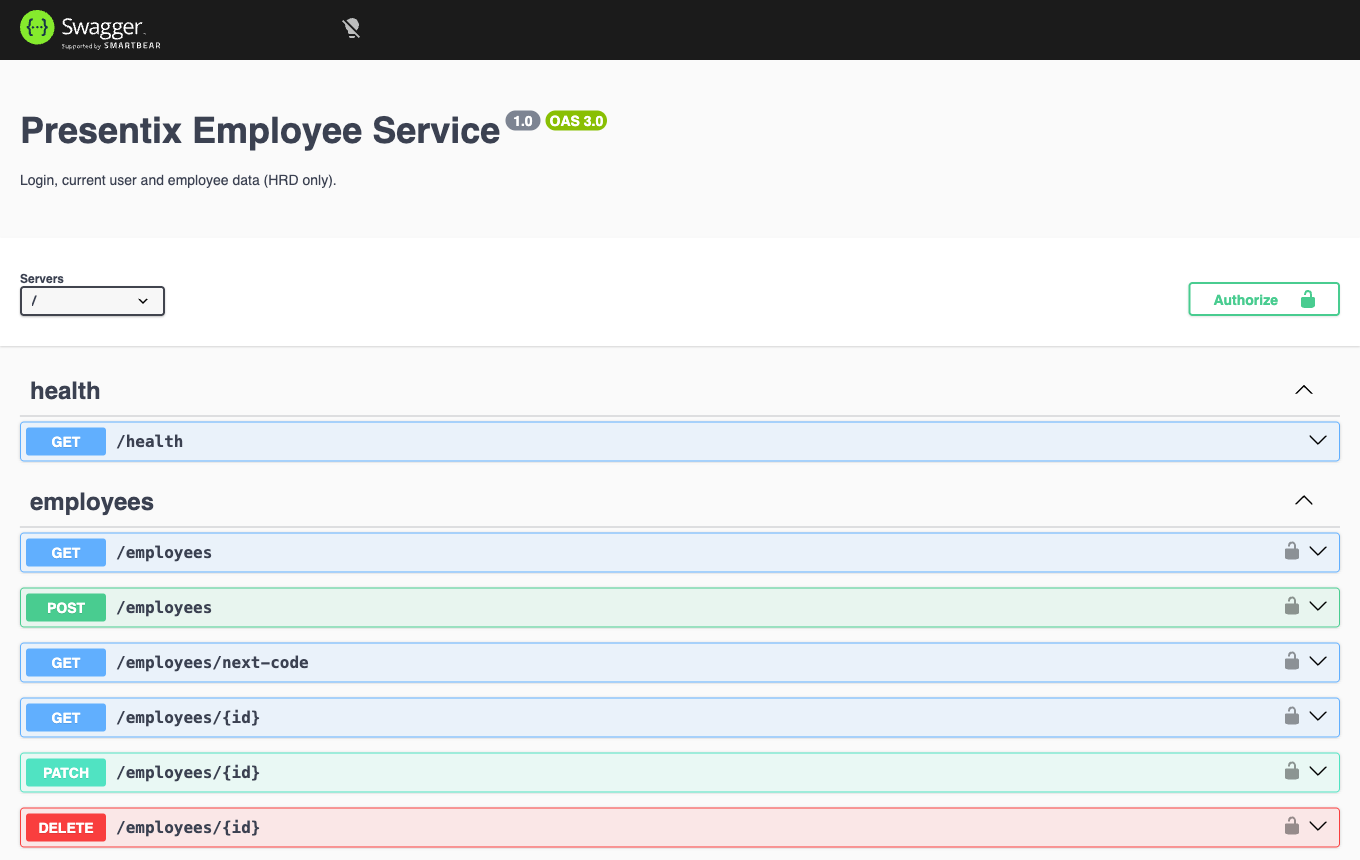 Swagger
Supported by SMARTBEAR
Presentix Employee Service 1.0 OAS 3.0
Login, current user and employee data (HRD only).
Servers
/
Authorize
health
GET /health
employees
GET /employees
POST /employees
GET /employees/next-code
GET /employees/{id}
PATCH /employees/{id}
DELETE /employees/{id}